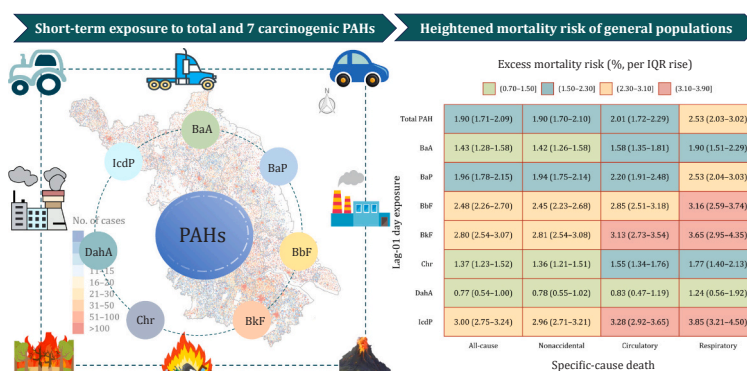 Short-term exposure to total and 7 carcinogenic PAHs
Heightened mortality risk of general populations
N
BaA
IcdP
BaP
No. of cases
PAHs
DahA
BbF
11–15
16–20
21–30
31–50
51–100
>100
Chr
BkF
Excess mortality risk (%, per IQR rise)
(0.70–1.50] (1.50–2.30] (2.30–3.10] (3.10–3.90]
Lag-01 day exposure
Total PAH 1.90 (1.71–2.09) 1.90 (1.70–2.10) 2.01 (1.72–2.29) 2.53 (2.03–3.02)
BaA 1.43 (1.28–1.58) 1.42 (1.26–1.58) 1.58 (1.35–1.81) 1.90 (1.51–2.29)
BaP 1.96 (1.78–2.15) 1.94 (1.75–2.14) 2.20 (1.91–2.48) 2.53 (2.04–3.03)
BbF 2.48 (2.26–2.70) 2.45 (2.23–2.68) 2.85 (2.51–3.18) 3.16 (2.59–3.74)
BkF 2.80 (2.54–3.07) 2.81 (2.54–3.08) 3.13 (2.73–3.54) 3.65 (2.95–4.35)
Chr 1.37 (1.23–1.52) 1.36 (1.21–1.51) 1.55 (1.34–1.76) 1.77 (1.40–2.13)
DahA 0.77 (0.54–1.00) 0.78 (0.55–1.02) 0.83 (0.47–1.19) 1.24 (0.56–1.92)
IcdP 3.00 (2.75–3.24) 2.96 (2.71–3.21) 3.28 (2.92–3.65) 3.85 (3.21–4.50)
All-cause Nonaccidental Circulatory Respiratory
Specific-cause death